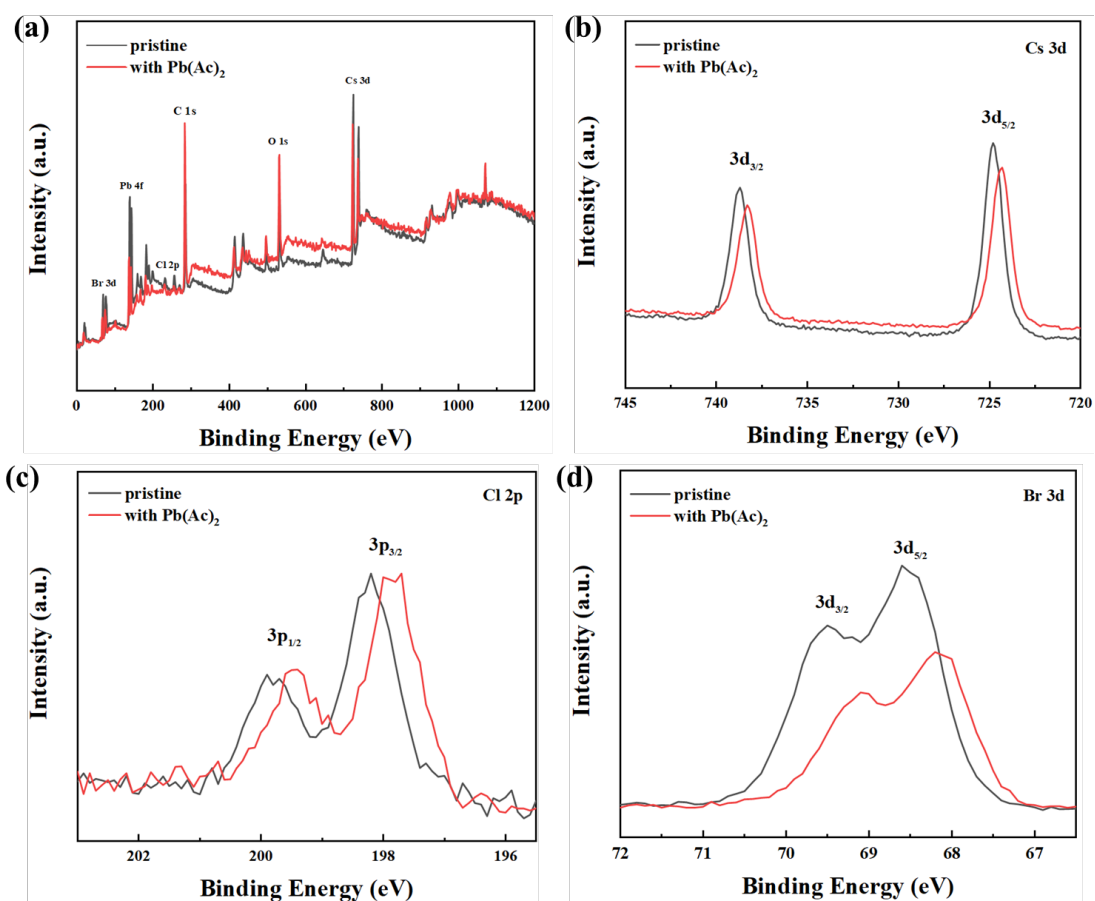 (a)
pristine
with Pb(Ac)₂
Cs 3d
C 1s
O 1s
Pb 4f
Cl 2p
Br 3d
Intensity (a.u.)
0 200 400 600 800 1000 1200
Binding Energy (eV)
(b)
pristine
with Pb(Ac)₂
Cs 3d
3d₅/₂
3d₃/₂
Intensity (a.u.)
745 740 735 730 725 720
Binding Energy (eV)
(c)
pristine
with Pb(Ac)₂
Cl 2p
3p₃/₂
3p₁/₂
Intensity (a.u.)
202 200 198 196
Binding Energy (eV)
(d)
pristine
with Pb(Ac)₂
Br 3d
3d₅/₂
3d₃/₂
Intensity (a.u.)
72 71 70 69 68 67
Binding Energy (eV)